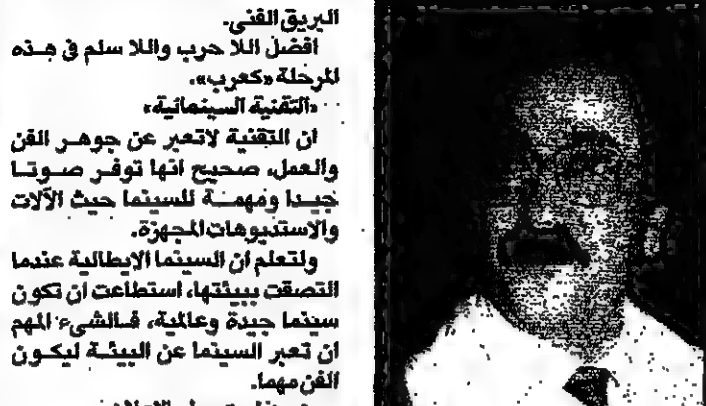 البريق الفني.
افضل اللا حرب واللا سلم في هذه
المرحلة «كعرب».
«التقنية السينمائية»
ان التقنية لاتعبر عن جوهر الفن
والعمل، صحيح انها توفر صوتا
جيدا ومهمة للسينما حيث الآلات
والاستديوهات المجهزة.
ولتعلم ان السينما الايطالية عندما
التصقت ببيئتها، استطاعت ان تكون
سينما جيدة وعالمية، فالشيء المهم
ان تعبر السينما عن البيئة ليكون
الفن مهما.